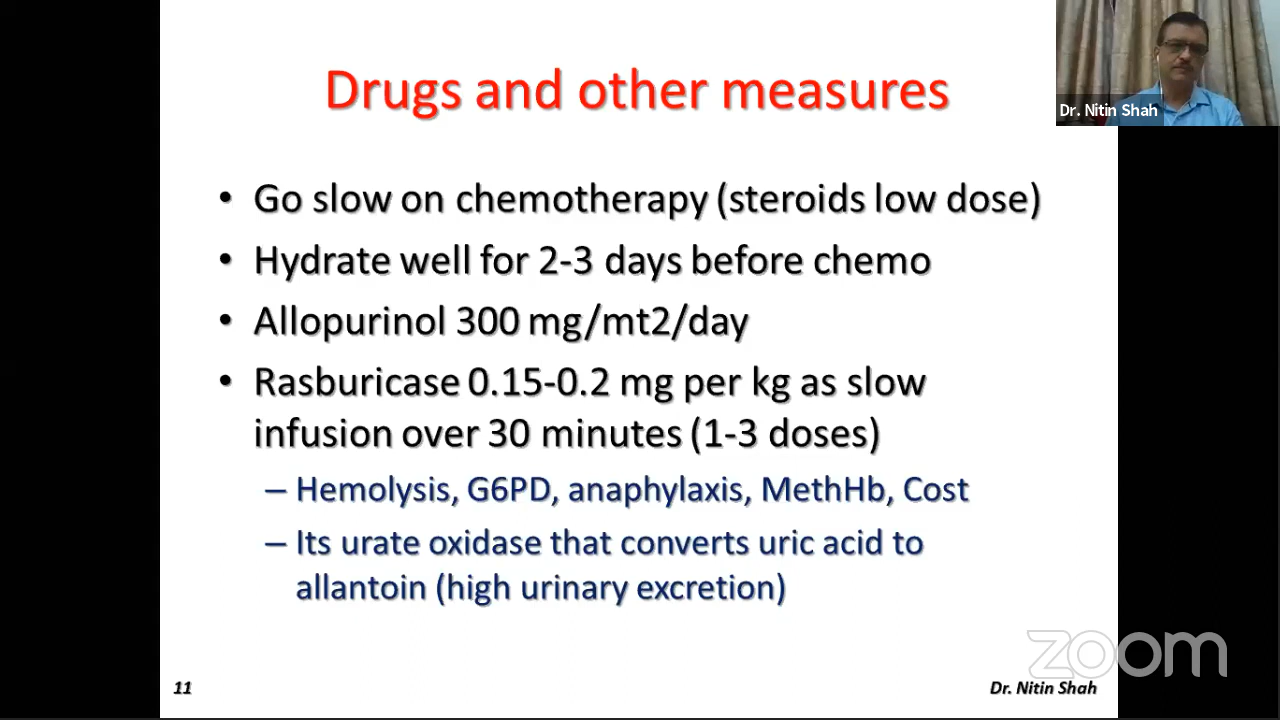 Drugs and other measures
Dr. Nitin Shah
• Go slow on chemotherapy (steroids low dose)
• Hydrate well for 2-3 days before chemo
• Allopurinol 300 mg/mt2/day
• Rasburicase 0.15-0.2 mg per kg as slow
infusion over 30 minutes (1-3 doses)
– Hemolysis, G6PD, anaphylaxis, MethHb, Cost
– Its urate oxidase that converts uric acid to
allantoin (high urinary excretion)
zoom
11
Dr. Nitin Shah